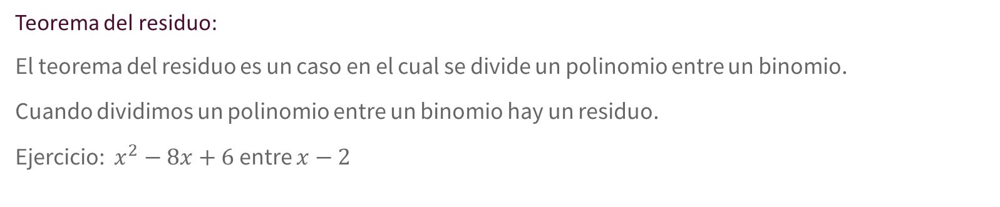 Teorema del residuo:
El teorema del residuo es un caso en el cual se divide un polinomio entre un binomio.
Cuando dividimos un polinomio entre un binomio hay un residuo.
Ejercicio: x² − 8x + 6 entre x − 2